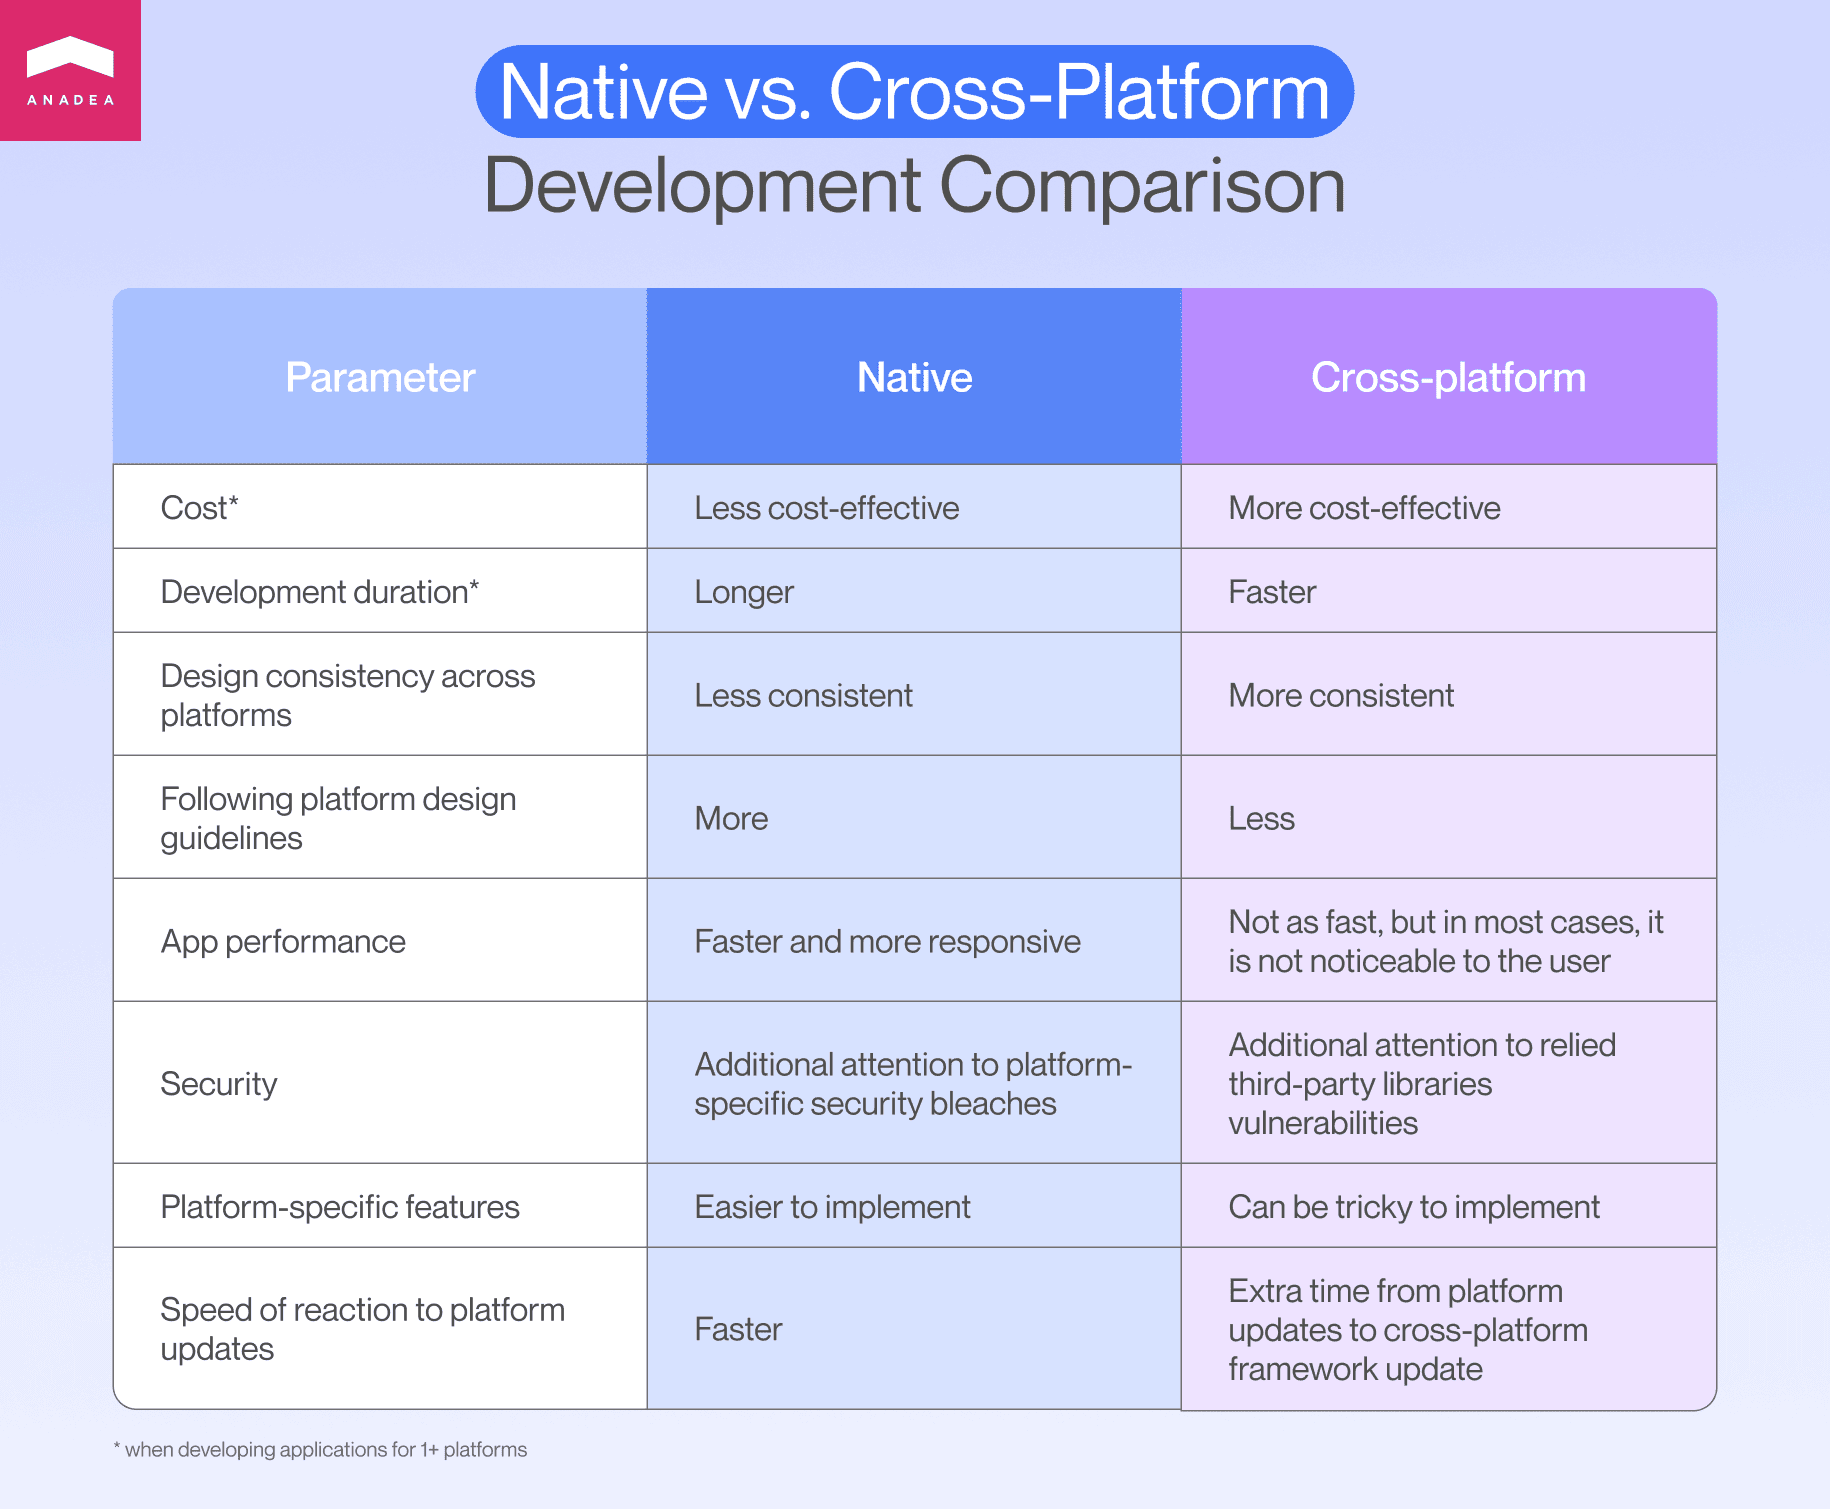 ANADEA
Native vs. Cross-Platform
Development Comparison
Parameter
Native
Cross-platform
Cost*
Less cost-effective
More cost-effective
Development duration*
Longer
Faster
Design consistency across
platforms
Less consistent
More consistent
Following platform design
guidelines
More
Less
App performance
Faster and more responsive
Not as fast, but in most cases, it
is not noticeable to the user
Security
Additional attention to platform-
specific security bleaches
Additional attention to relied
third-party libraries
vulnerabilities
Platform-specific features
Easier to implement
Can be tricky to implement
Speed of reaction to platform
updates
Faster
Extra time from platform
updates to cross-platform
framework update
* when developing applications for 1+ platforms